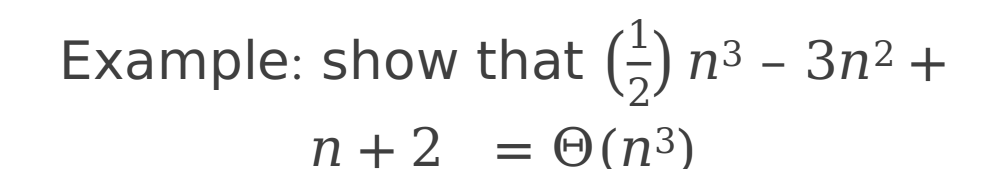 Example: show that (1/2) n³ – 3n² +
n + 2 = Θ(n³)